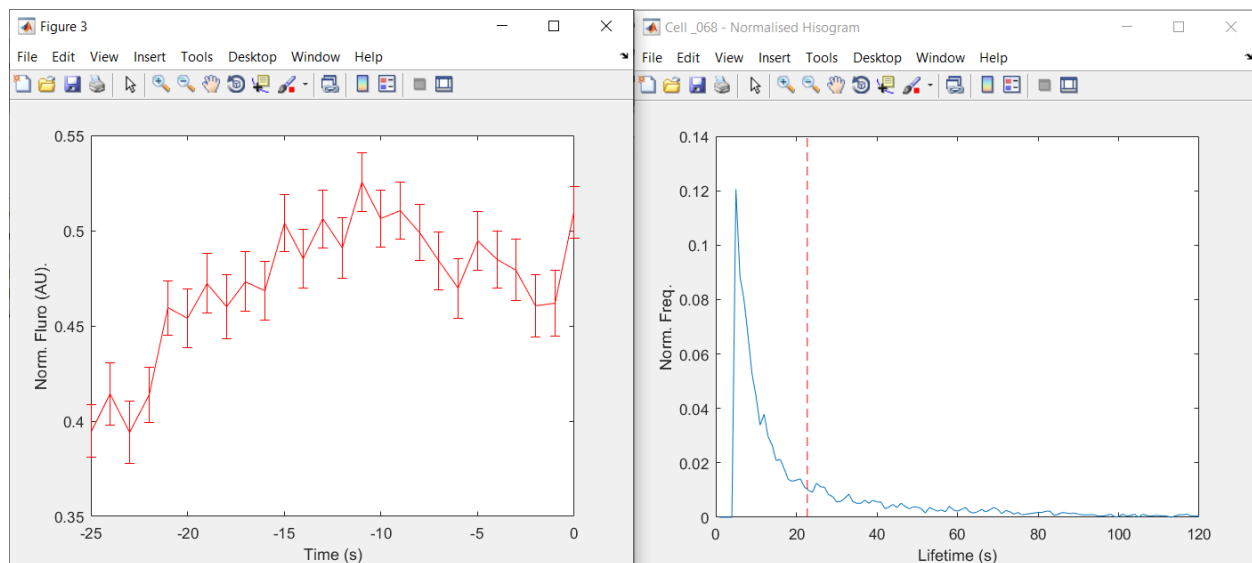 Figure 3
File Edit View Insert Tools Desktop Window Help
0.55
0.5
0.45
0.4
0.35
Norm. Fluro (AU).
-25 -20 -15 -10 -5 0
Time (s)
Cell _068 - Normalised Hisogram
File Edit View Insert Tools Desktop Window Help
0.14
0.12
0.1
0.08
0.06
0.04
0.02
0
Norm. Freq.
0 20 40 60 80 100 120
Lifetime (s)